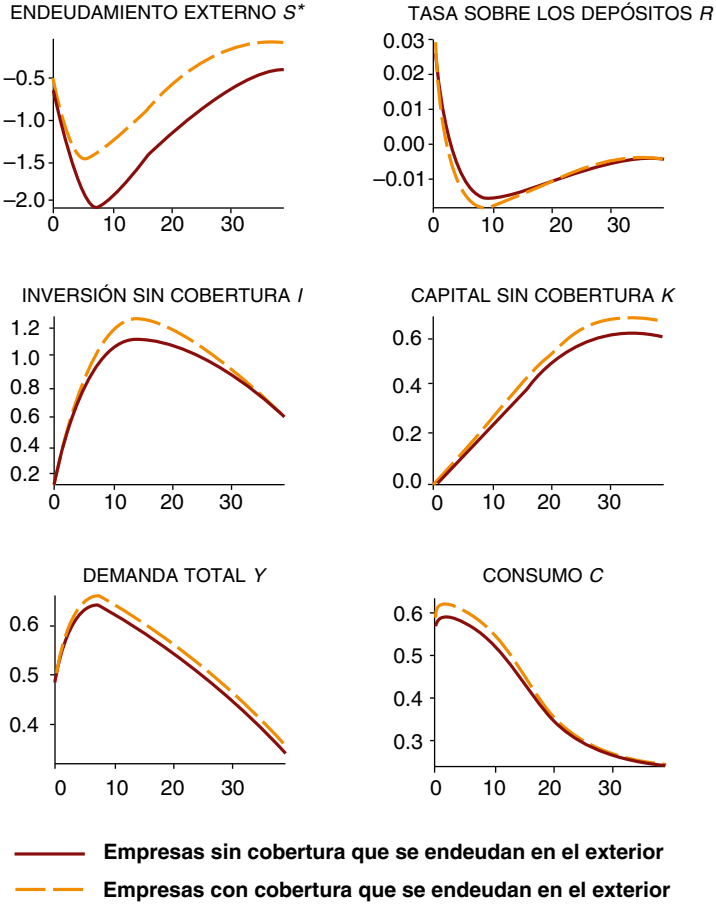 ENDEUDAMIENTO EXTERNO S*
–0.5
–1.0
–1.5
–2.0
0 10 20 30
TASA SOBRE LOS DEPÓSITOS R
0.03
0.03
0.01
0.00
–0.01
0 10 20 30
INVERSIÓN SIN COBERTURA I
1.2
1.0
0.8
0.6
0.4
0.2
0 10 20 30
CAPITAL SIN COBERTURA K
0.6
0.4
0.2
0.0
0 10 20 30
DEMANDA TOTAL Y
0.6
0.5
0.4
0 10 20 30
CONSUMO C
0.6
0.5
0.4
0.3
0 10 20 30
Empresas sin cobertura que se endeudan en el exterior
Empresas con cobertura que se endeudan en el exterior